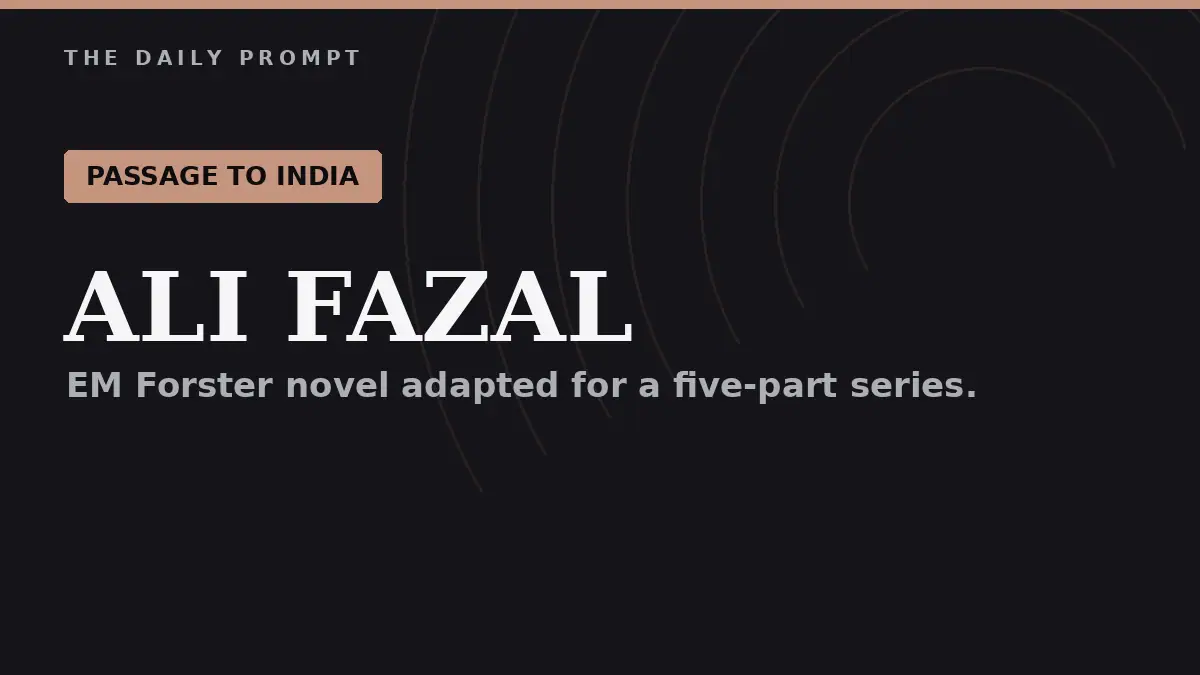 THE DAILY PROMPT
PASSAGE TO INDIA
ALI FAZAL
EM Forster novel adapted for a five-part series.